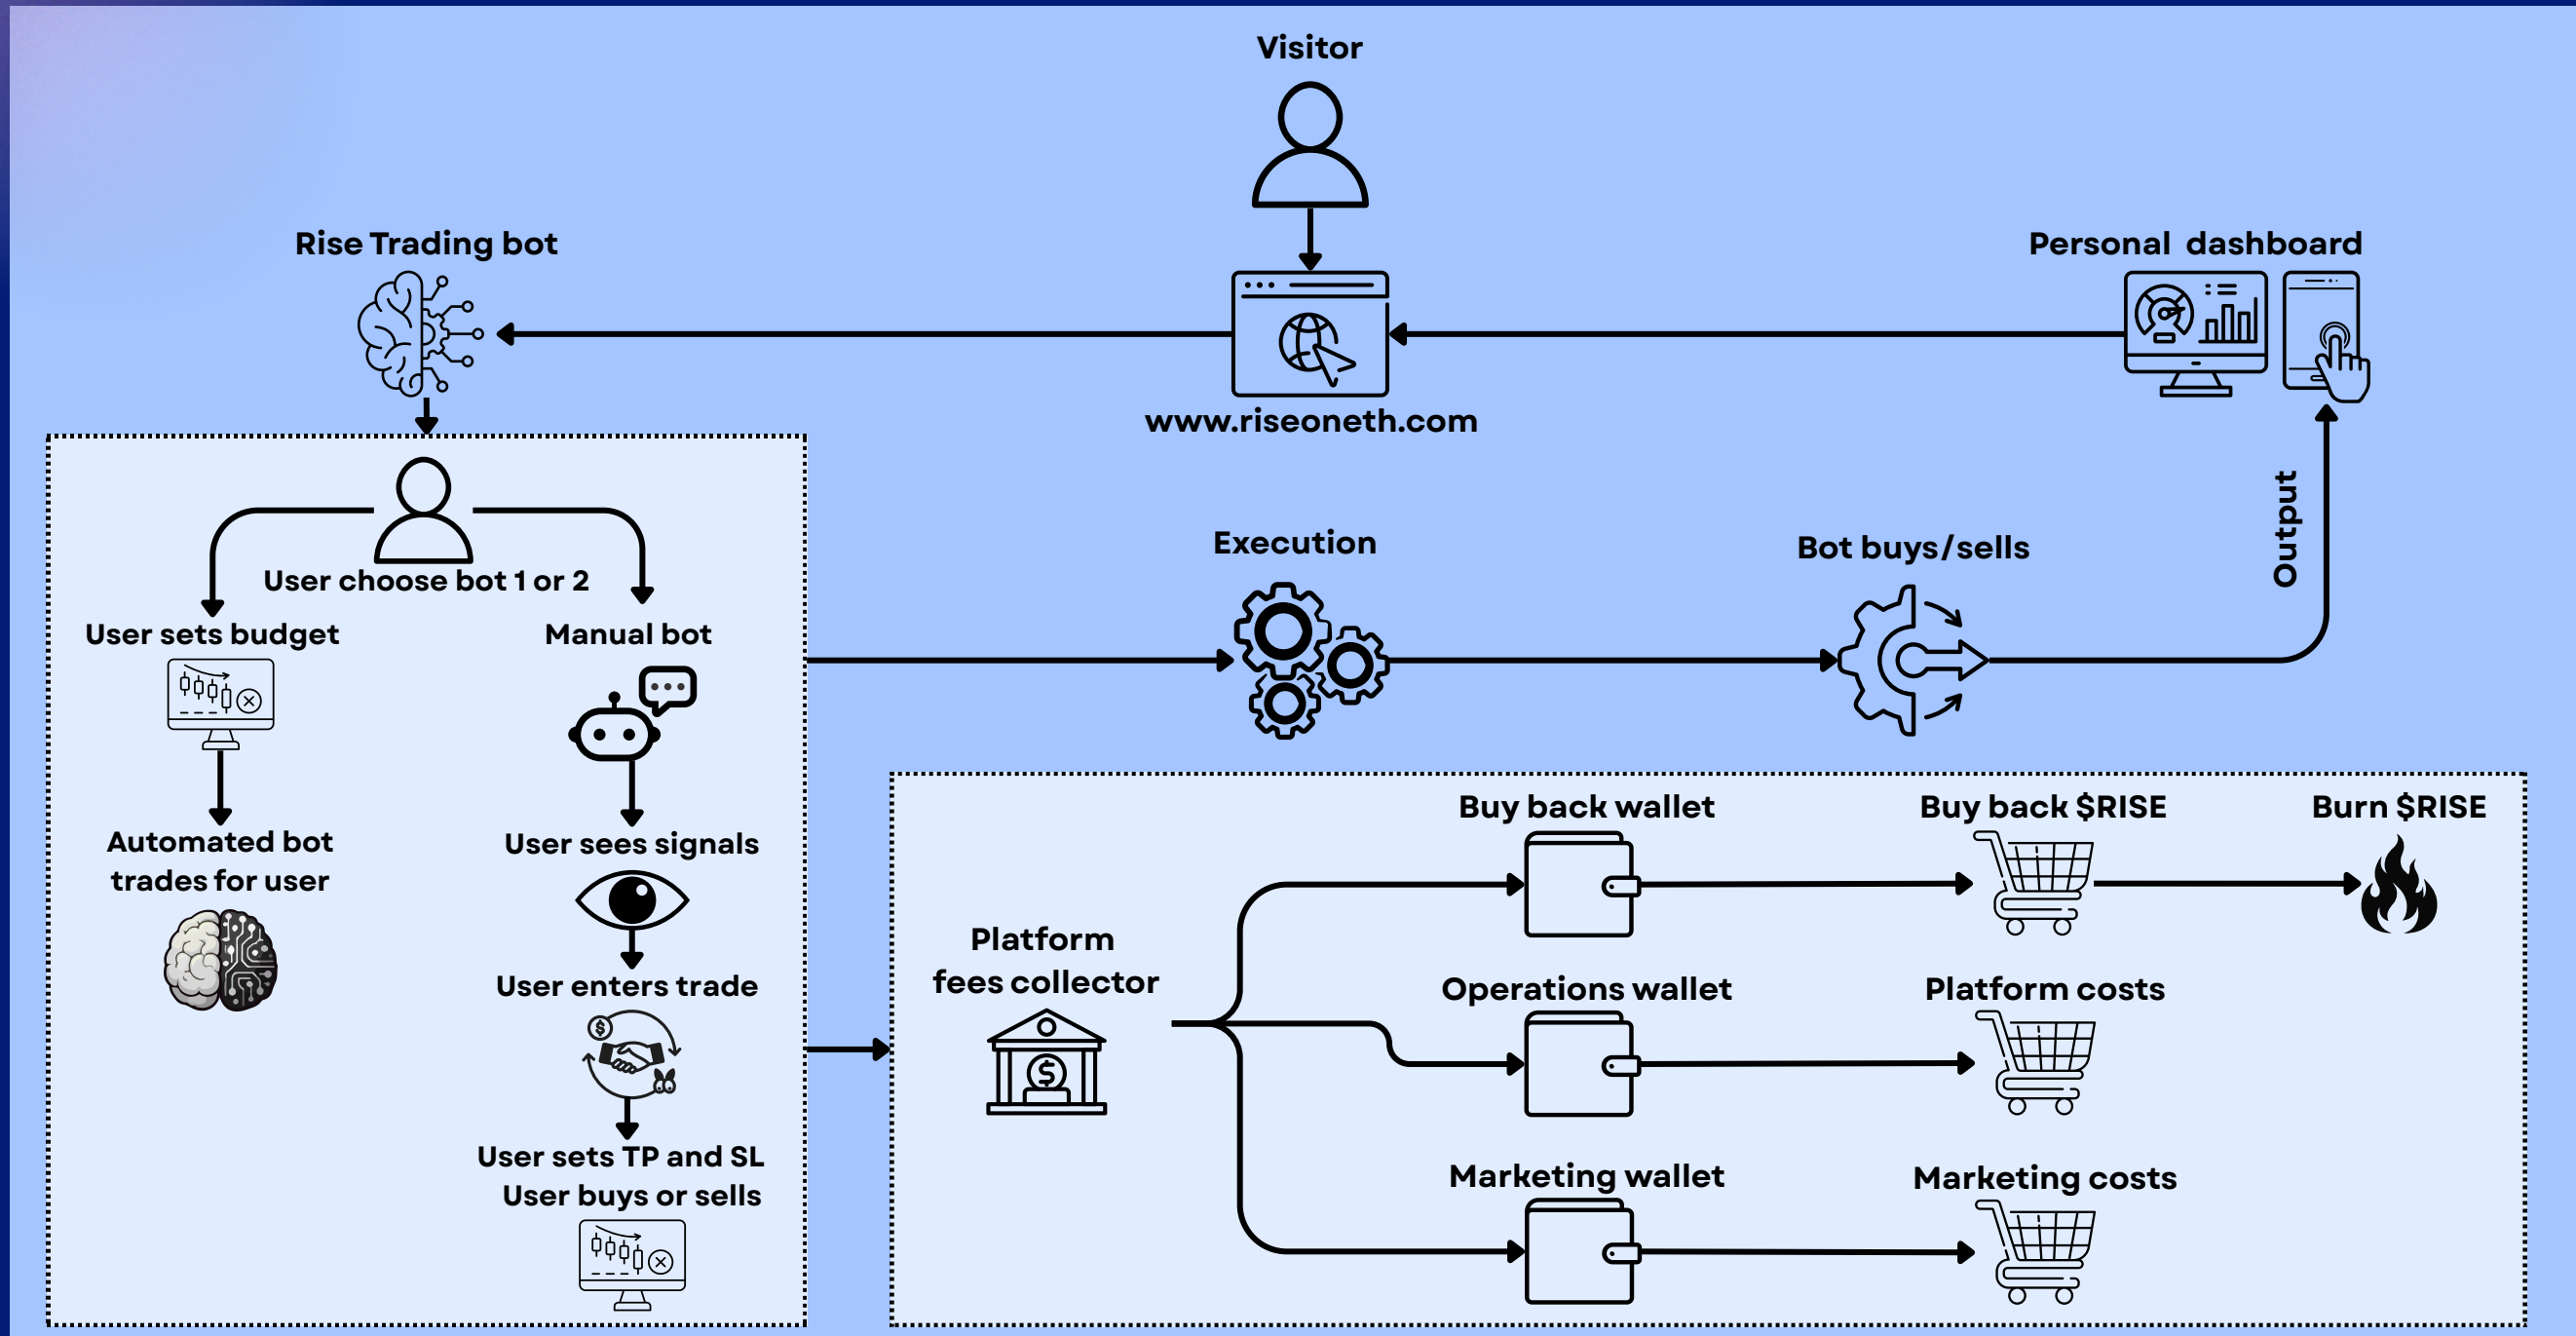 Visitor
Rise Trading bot
Personal dashboard
www.riseoneth.com
User choose bot 1 or 2
User sets budget
Manual bot
Automated bot
trades for user
User sees signals
User enters trade
User sets TP and SL
User buys or sells
Execution
Bot buys/sells
Output
Platform
fees collector
Buy back wallet
Buy back $RISE
Burn $RISE
Operations wallet
Platform costs
Marketing wallet
Marketing costs